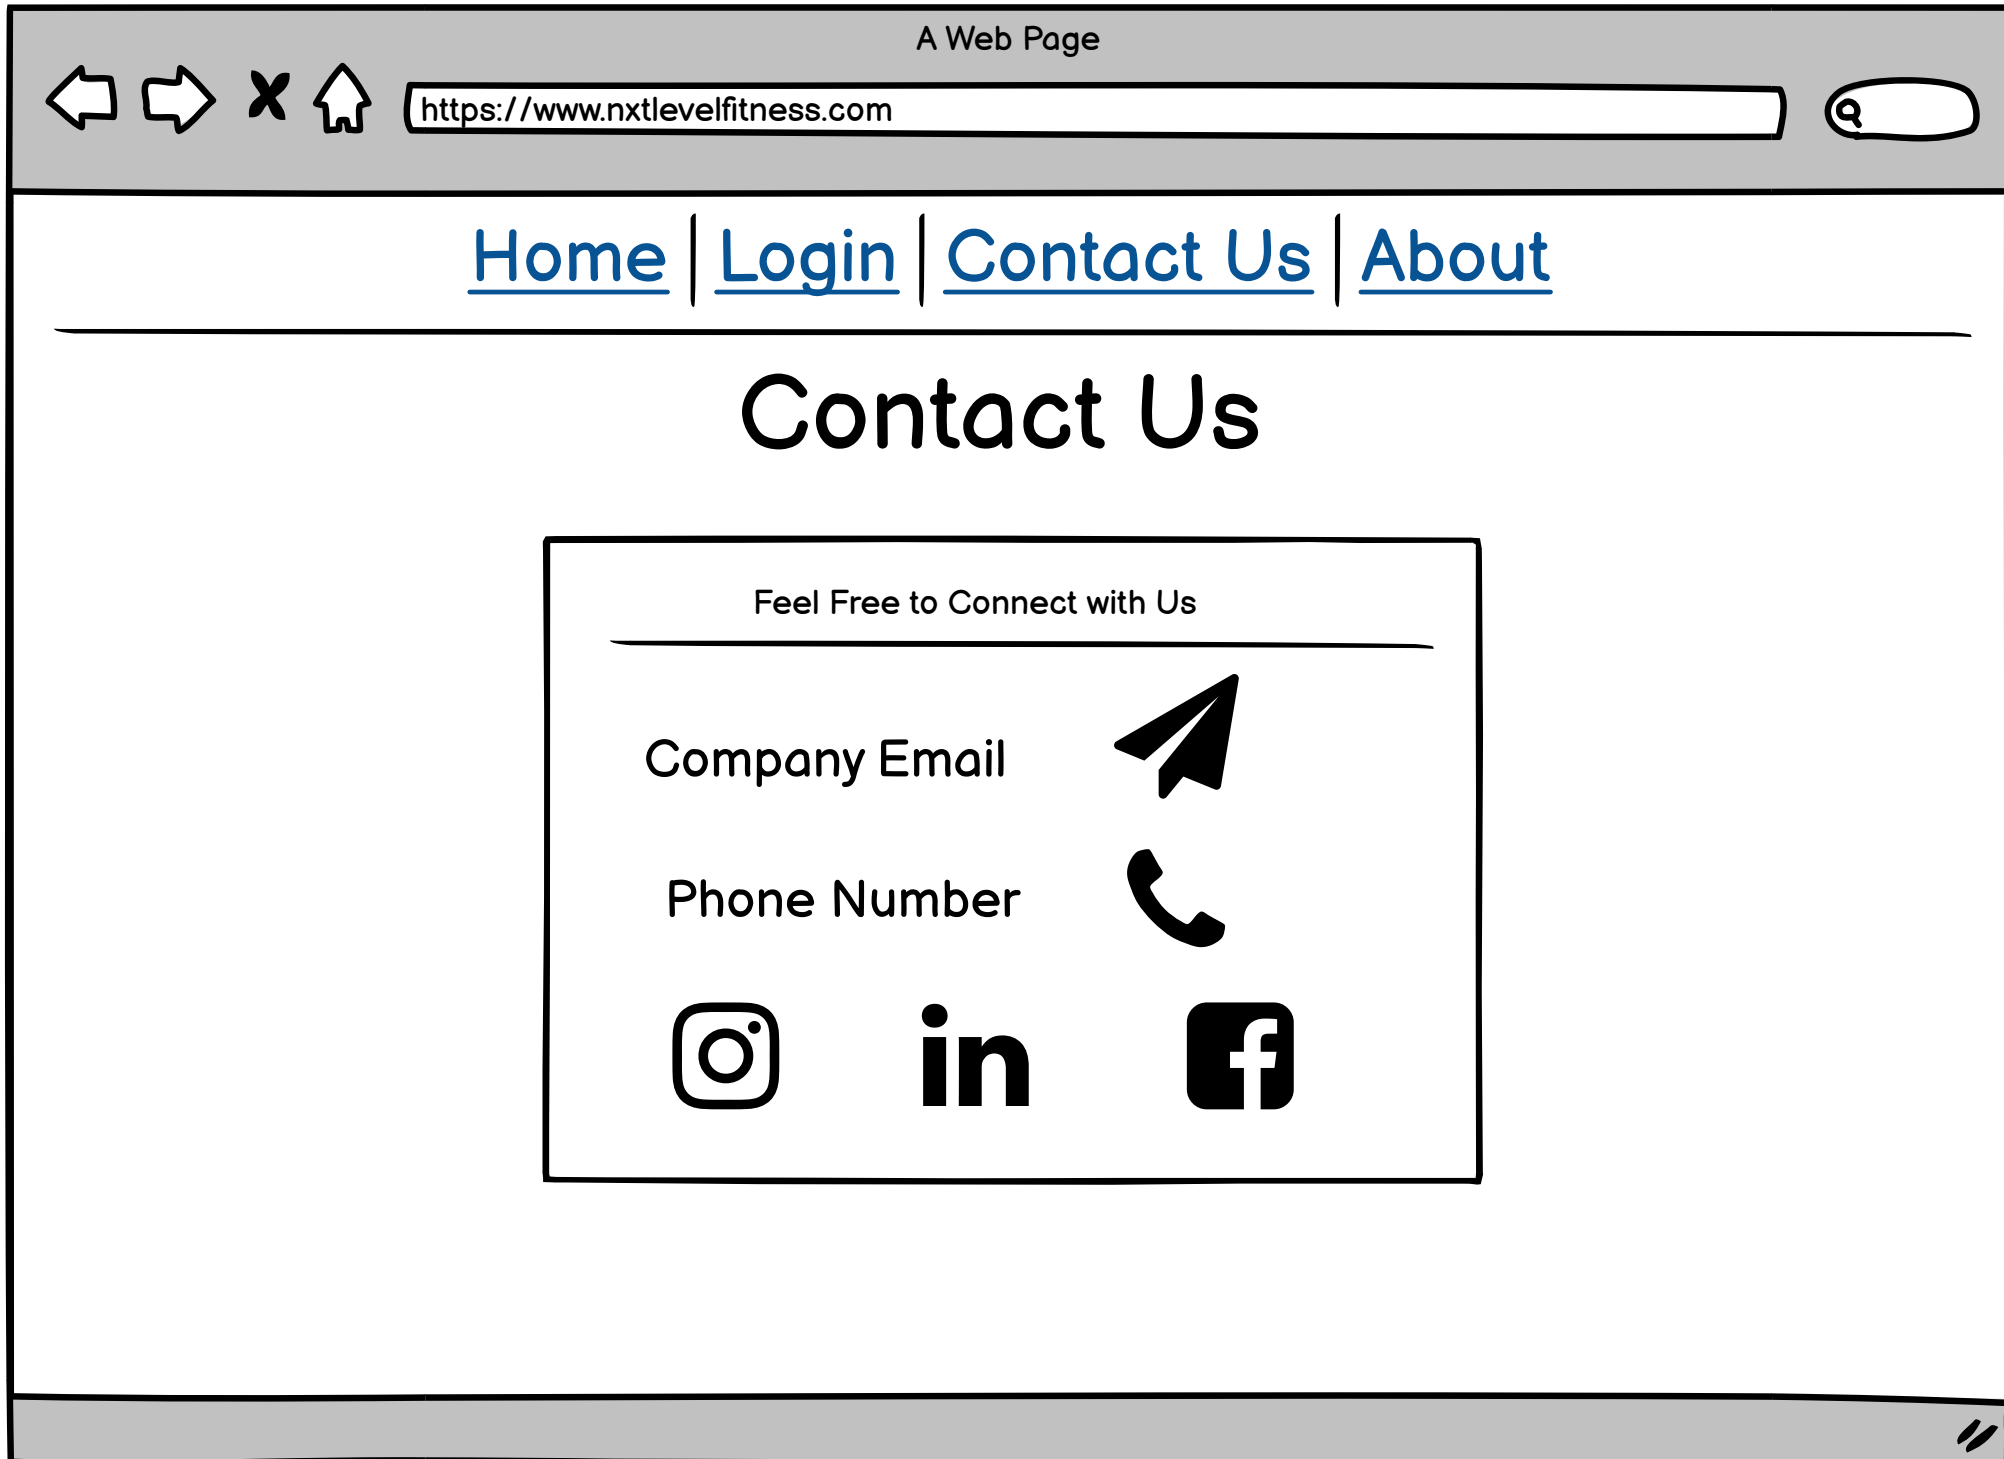 A Web Page
https://www.nxtlevelfitness.com
Home Login Contact Us About
Contact Us
Feel Free to Connect with Us
Company Email
Phone Number
in
f